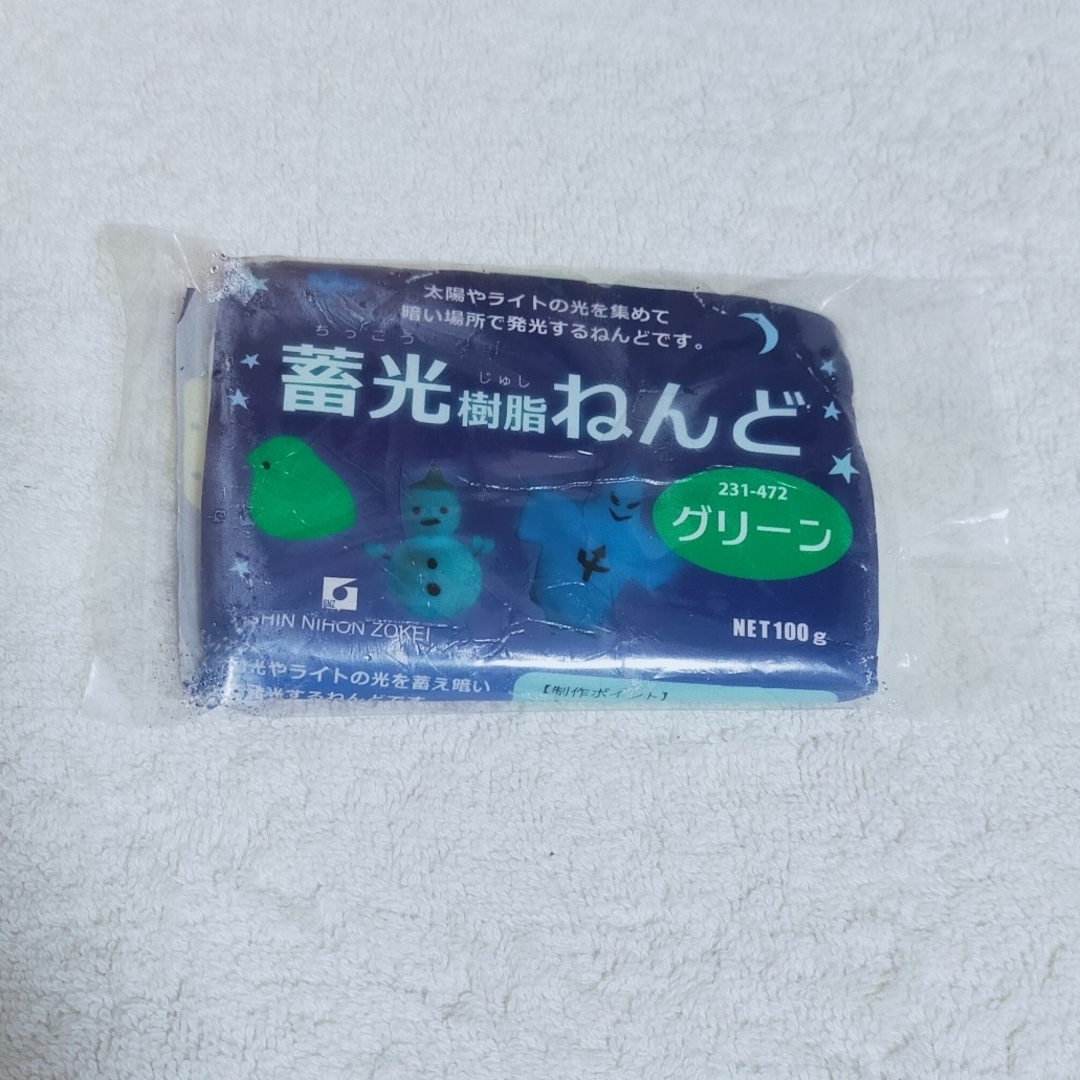 太陽やライトの光を集めて
暗い場所で発光するねんどです。
ちっこう
じゅし
蓄光樹脂ねんど
231-472
グリーン
SNZ
SHIN NIHON ZOKEI
NET100g
光やライトの光を蓄え暗い
【制作ポイント】